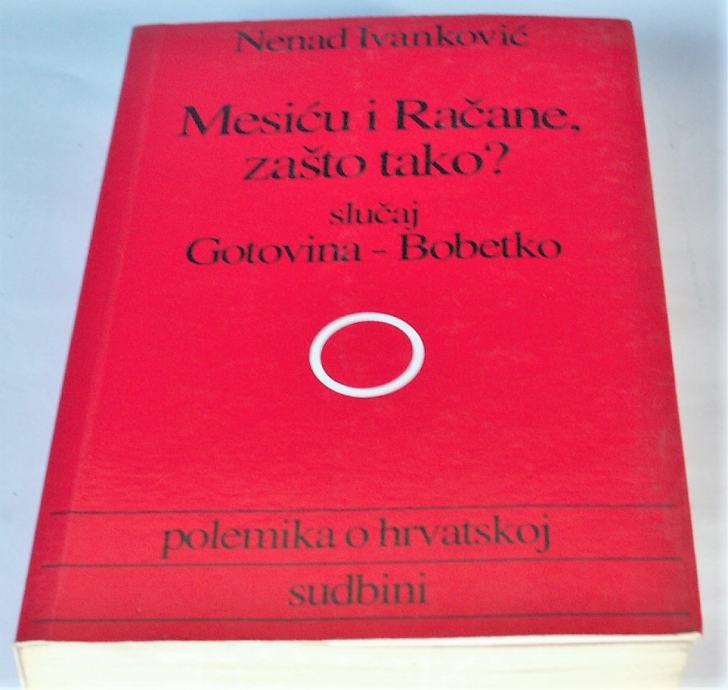 Nenad Ivanković
Mesiću i Račane,
zašto tako?
slučaj
Gotovina - Bobetko
polemika o hrvatskoj
sudbini